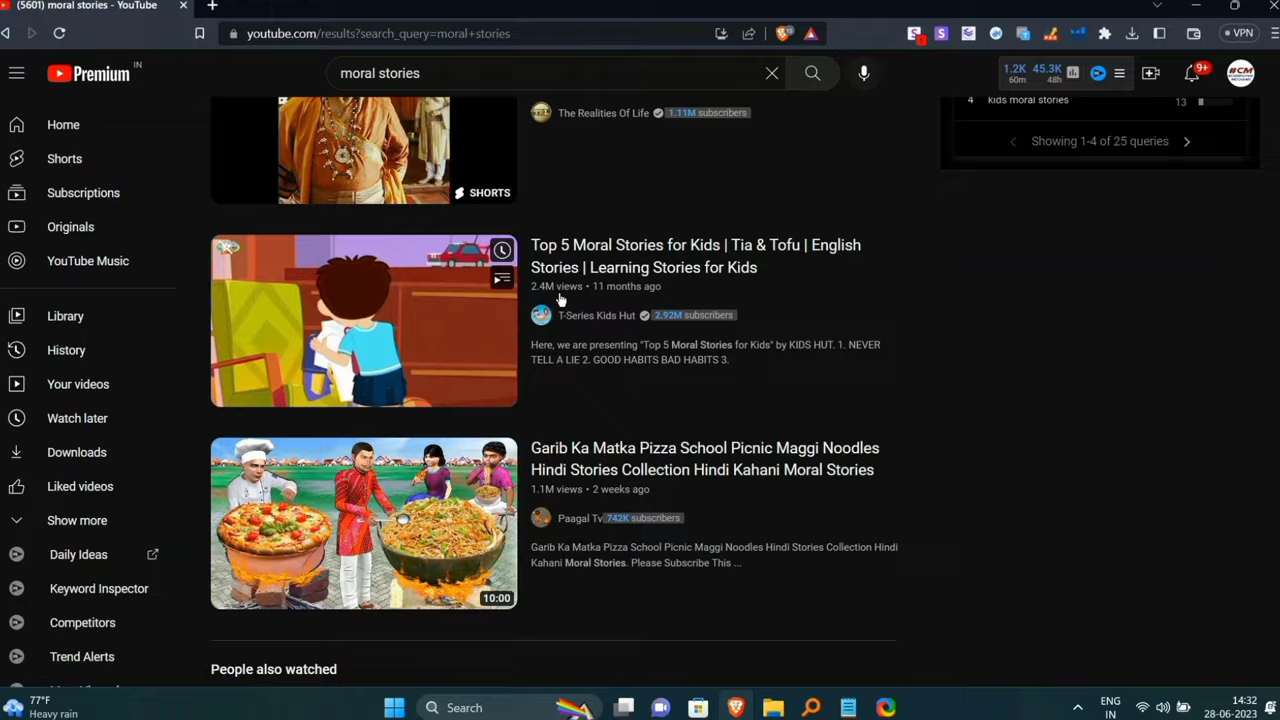 (5601) moral stories - YouTube
youtube.com/results?search_query=moral+stories
VPN
Premium IN
moral stories
1.2K 45.3K
60m 48h
9+
Home
Shorts
Subscriptions
Originals
YouTube Music
Library
History
Your videos
Watch later
Downloads
Liked videos
Show more
Daily Ideas
Keyword Inspector
Competitors
Trend Alerts
The Realities Of Life 1.11M subscribers
SHORTS
4 kids moral stories 13
Showing 1-4 of 25 queries
Top 5 Moral Stories for Kids | Tia & Tofu | English
Stories | Learning Stories for Kids
2.4M views • 11 months ago
T-Series Kids Hut 2.92M subscribers
Here, we are presenting "Top 5 Moral Stories for Kids" by KIDS HUT. 1. NEVER
TELL A LIE 2. GOOD HABITS BAD HABITS 3.
Garib Ka Matka Pizza School Picnic Maggi Noodles
Hindi Stories Collection Hindi Kahani Moral Stories
1.1M views • 2 weeks ago
Paagal Tv 742K subscribers
Garib Ka Matka Pizza School Picnic Maggi Noodles Hindi Stories Collection Hindi
Kahani Moral Stories. Please Subscribe This ...
10:00
People also watched
77°F
Heavy rain
Search
ENG
IN
14:32
28-06-2023